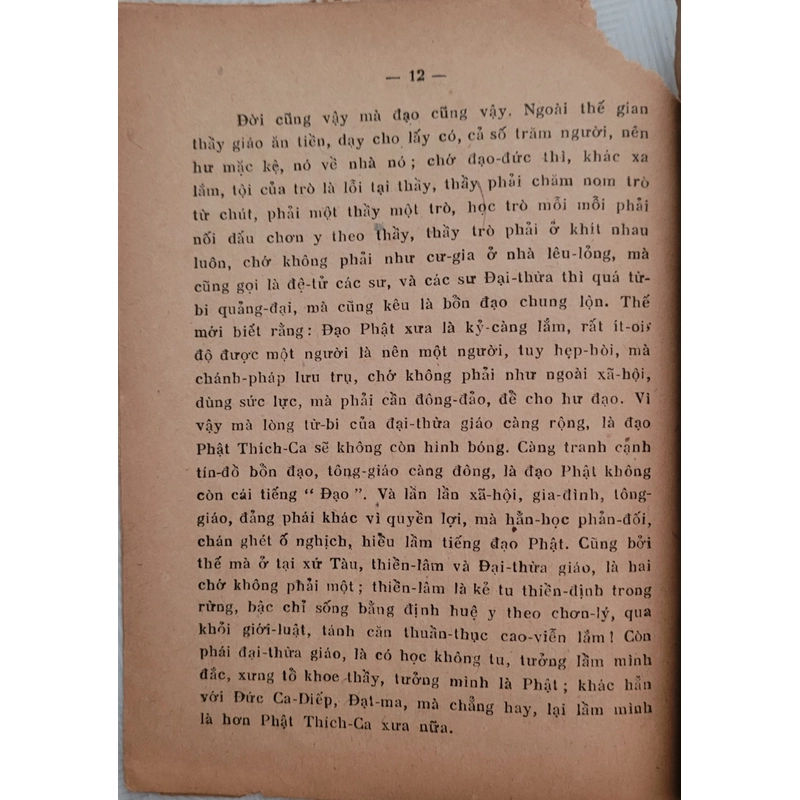 — 12 —
Đời cũng vậy mà đạo cũng vậy. Ngoài thế gian
thầy giáo ăn tiền, dạy cho lấy có, cả số trăm người, nên
hư mặc kệ, nó về nhà nó ; chớ đạo-đức thì, khác xa
lắm, tội của trò là lỗi tại thầy, thầy phải chăm nom trò
từ chút, phải một thầy một trò, học trò mỗi mỗi phải
nối dấu chơn y theo thầy, thầy trò phải ở khít nhau
luôn, chớ không phải như cư-gia ở nhà lêu-lỏng, mà
cũng gọi là đệ-tử các sư, và các sư Đại-thừa thì quá từ-
bi quảng-đại, mà cũng kêu là bổn đạo chung lộn. Thế
mới biết rằng : Đạo Phật xưa là kỷ-càng lắm, rất ít-ỏi
độ được một người là nên một người, tuy hẹp-hòi, mà
chánh-pháp lưu trụ, chớ không phải như ngoài xã-hội,
dùng sức lực, mà phải cần đông-đảo, để cho hư đạo. Vì
vậy mà lòng từ-bi của đại-thừa giáo càng rộng, là đạo
Phật Thích-Ca sẽ không còn hình bóng. Càng tranh cạnh
tín-đồ bổn đạo, tông-giáo càng đông, là đạo Phật không
còn cái tiếng “ Đạo ”. Và lần lần xã-hội, gia-đình, tông-
giáo, đảng phái khác vì quyền lợi, mà hằn-học phản-đối,
chán ghét ố nghịch, hiểu lầm tiếng đạo Phật. Cũng bởi
thế mà ở tại xứ Tàu, thiền-lâm và Đại-thừa giáo, là hai
chớ không phải một ; thiền-lâm là kẻ tu thiền-định trong
rừng, bậc chỉ sống bằng định huệ y theo chơn-lý, qua
khỏi giới-luật, tánh căn thuần-thục cao-viễn lắm ! Còn
phái đại-thừa giáo, là có học không tu, tưởng lầm mình
đắc, xưng tổ khoe thầy, tưởng mình là Phật ; khác hẳn
với Đức Ca-Diếp, Đạt-ma, mà chẳng hay, lại lầm mình
là hơn Phật Thích-Ca xưa nữa.